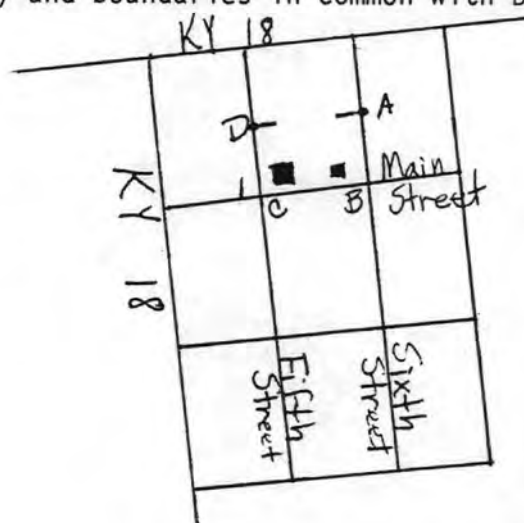 and boundaries in common with B
KY 18
D
A
Main
Street
C
B
KY 18
Fifth
Street
Sixth
Street